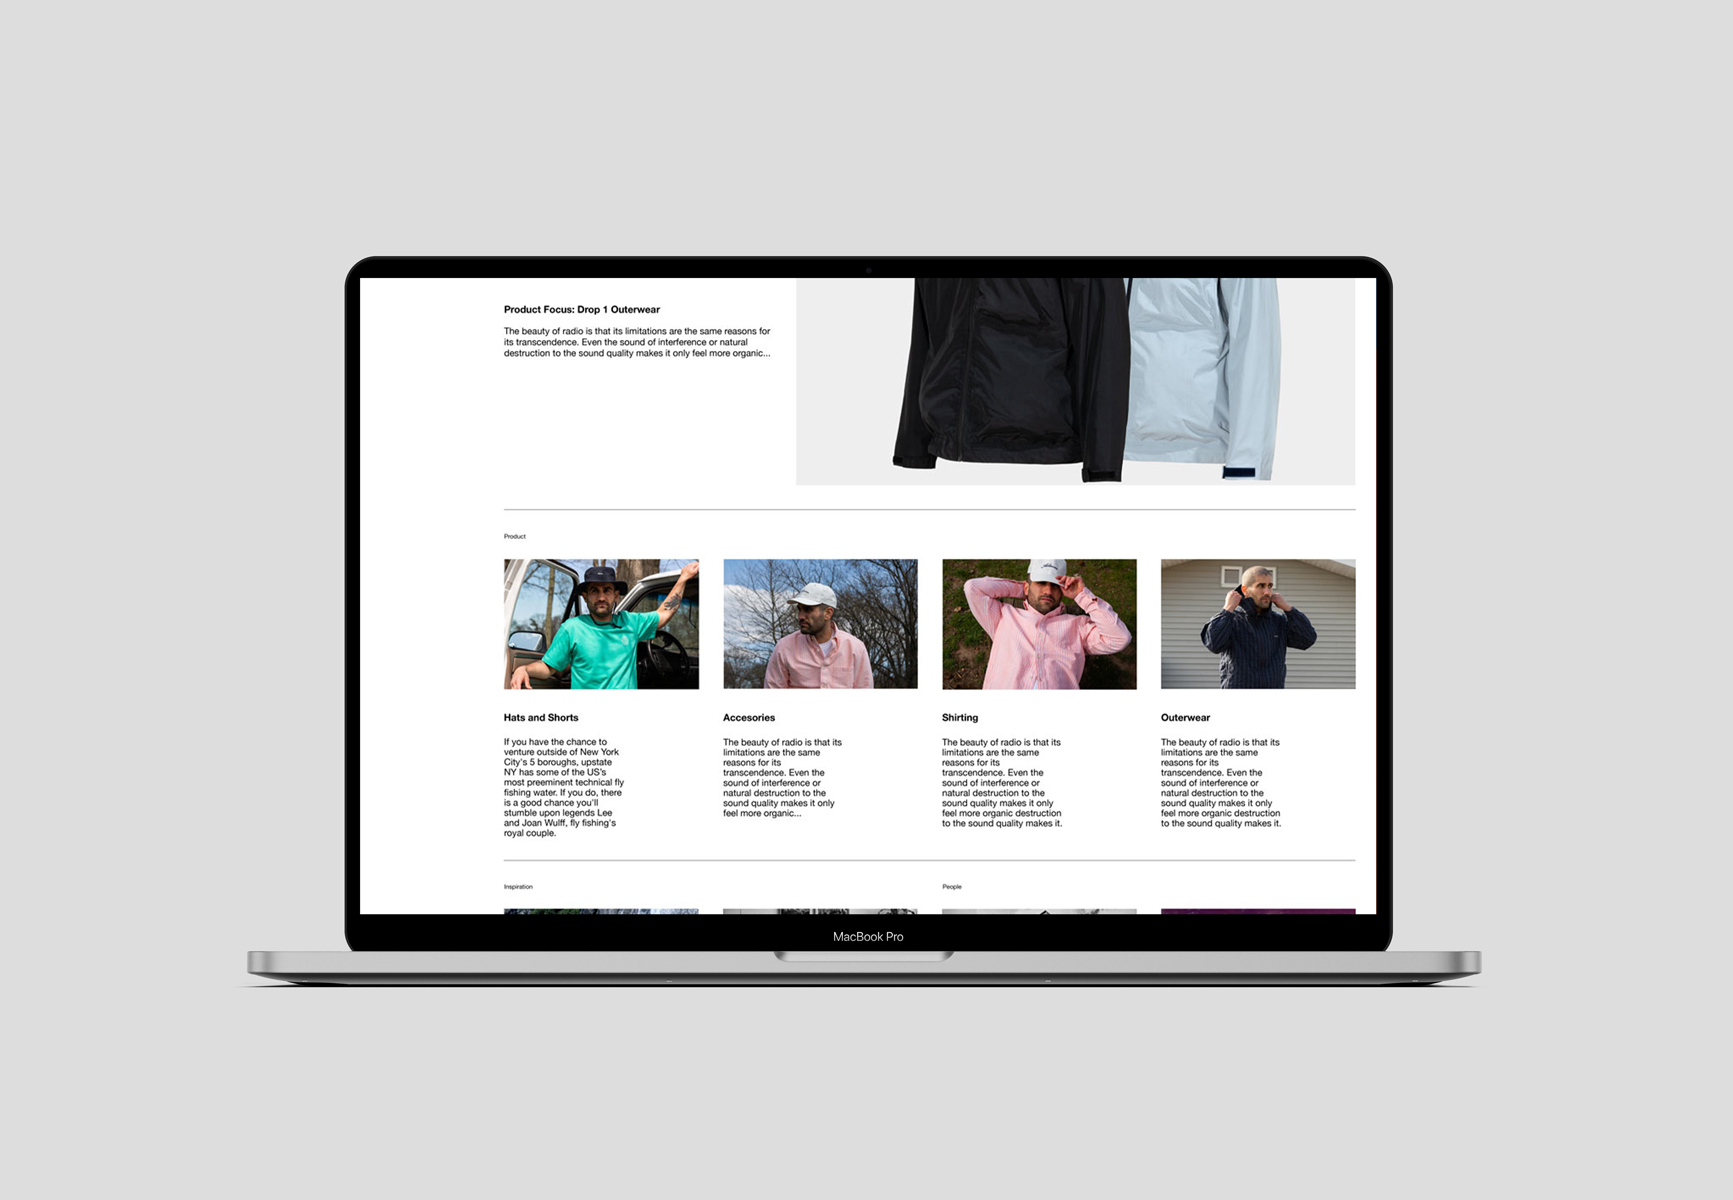 Product Focus: Drop 1 Outerwear
The beauty of radio is that its limitations are the same reasons for
its transcendence. Even the sound of interference or natural
destruction to the sound quality makes it only feel more organic...
Product
Hats and Shorts
If you have the chance to
venture outside of New York
City's 5 boroughs, upstate
NY has some of the US's
most preeminent technical fly
fishing water. If you do, there
is a good chance you'll
stumble upon legends Lee
and Joan Wulff, fly fishing's
royal couple.
Accesories
The beauty of radio is that its
limitations are the same
reasons for its
transcendence. Even the
sound of interference or
natural destruction to the
sound quality makes it only
feel more organic...
Shirting
The beauty of radio is that its
limitations are the same
reasons for its
transcendence. Even the
sound of interference or
natural destruction to the
sound quality makes it only
feel more organic destruction
to the sound quality makes it.
Outerwear
The beauty of radio is that its
limitations are the same
reasons for its
transcendence. Even the
sound of interference or
natural destruction to the
sound quality makes it only
feel more organic destruction
to the sound quality makes it.
Inspiration
People
MacBook Pro